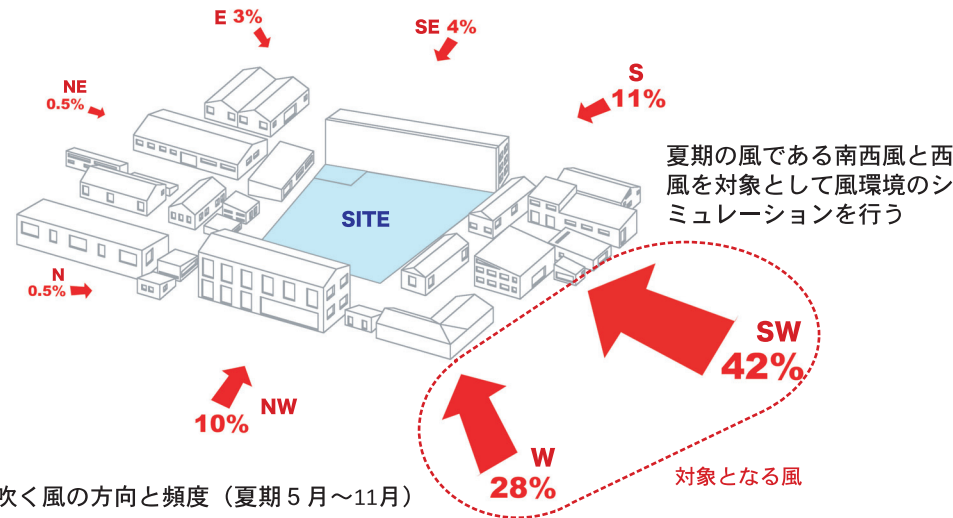 E 3%
SE 4%
NE
0.5%
S
11%
夏期の風である南西風と西
風を対象として風環境のシ
ミュレーションを行う
SITE
N
0.5%
SW
42%
NW
10%
W
28%
対象となる風
吹く風の方向と頻度（夏期５月～11月）